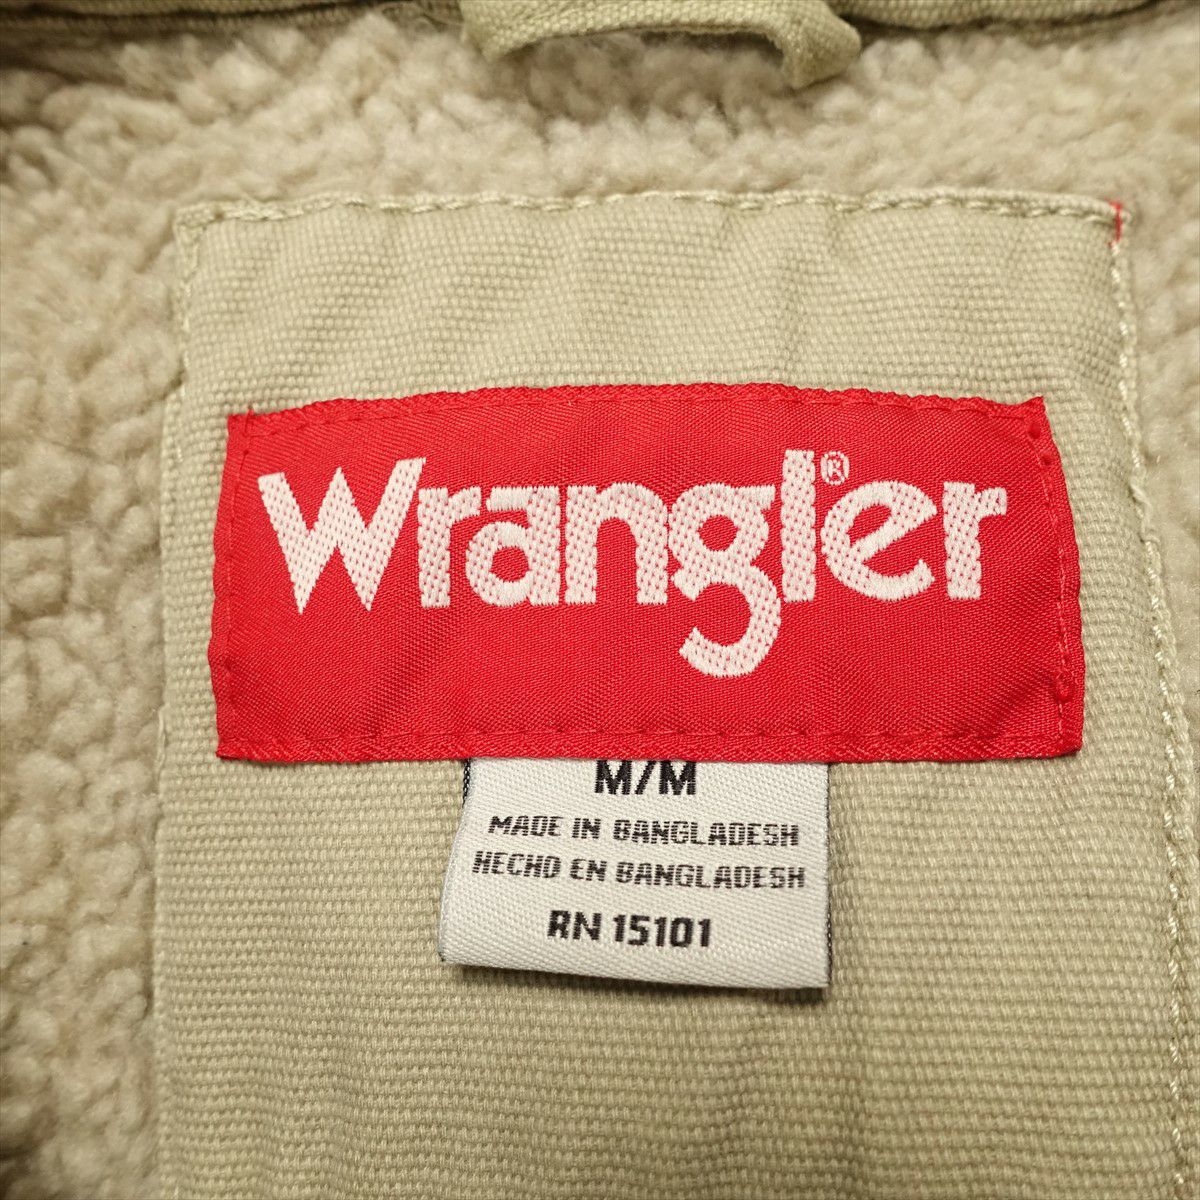 Wrangler®
M/M
MADE IN BANGLADESH
HECHO EN BANGLADESH
RN 15101